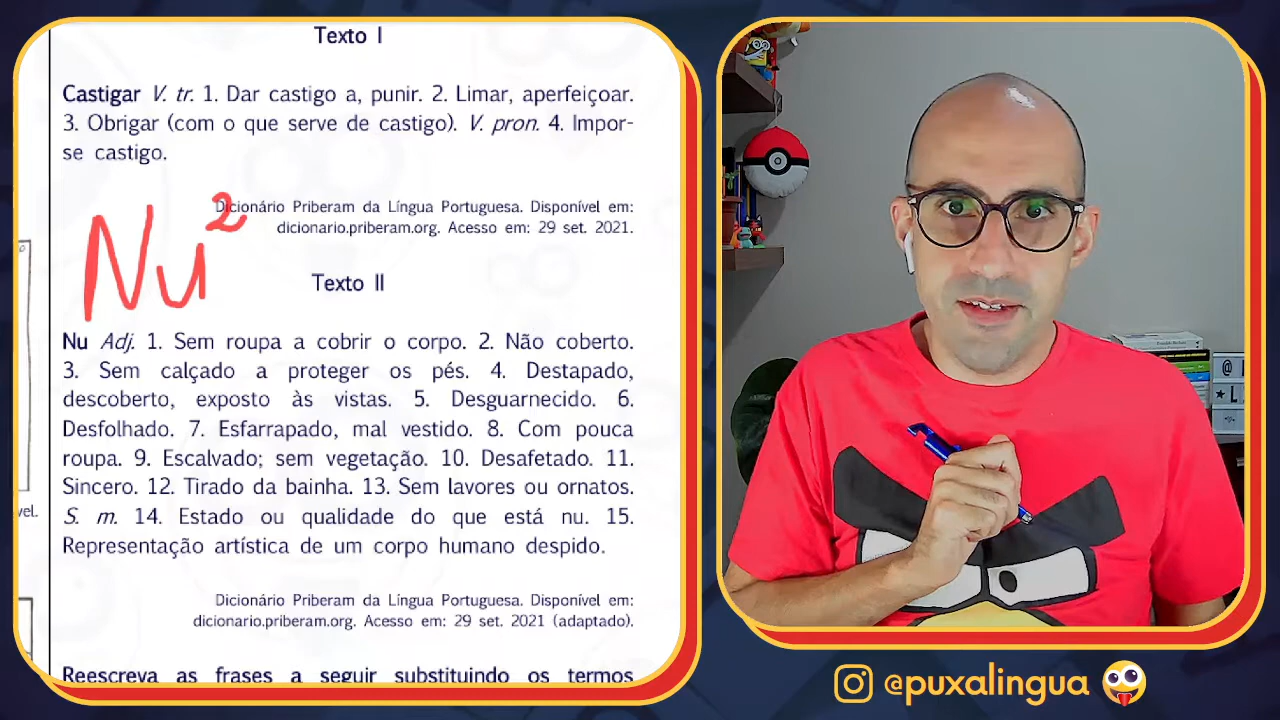 Texto I
Castigar V. tr. 1. Dar castigo a, punir. 2. Limar, aperfeiçoar.
3. Obrigar (com o que serve de castigo). V. pron. 4. Impor-
se castigo.
Dicionário Priberam da Língua Portuguesa. Disponível em:
dicionario.priberam.org. Acesso em: 29 set. 2021.
Nu²
Texto II
Nu Adj. 1. Sem roupa a cobrir o corpo. 2. Não coberto.
3. Sem calçado a proteger os pés. 4. Destapado,
descoberto, exposto às vistas. 5. Desguarnecido. 6.
Desfolhado. 7. Esfarrapado, mal vestido. 8. Com pouca
roupa. 9. Escalvado; sem vegetação. 10. Desafetado. 11.
Sincero. 12. Tirado da bainha. 13. Sem lavores ou ornatos.
S. m. 14. Estado ou qualidade do que está nu. 15.
Representação artística de um corpo humano despido.
Dicionário Priberam da Língua Portuguesa. Disponível em:
dicionario.priberam.org. Acesso em: 29 set. 2021 (adaptado).
Reescreva as frases a seguir substituindo os termos
@puxalingua